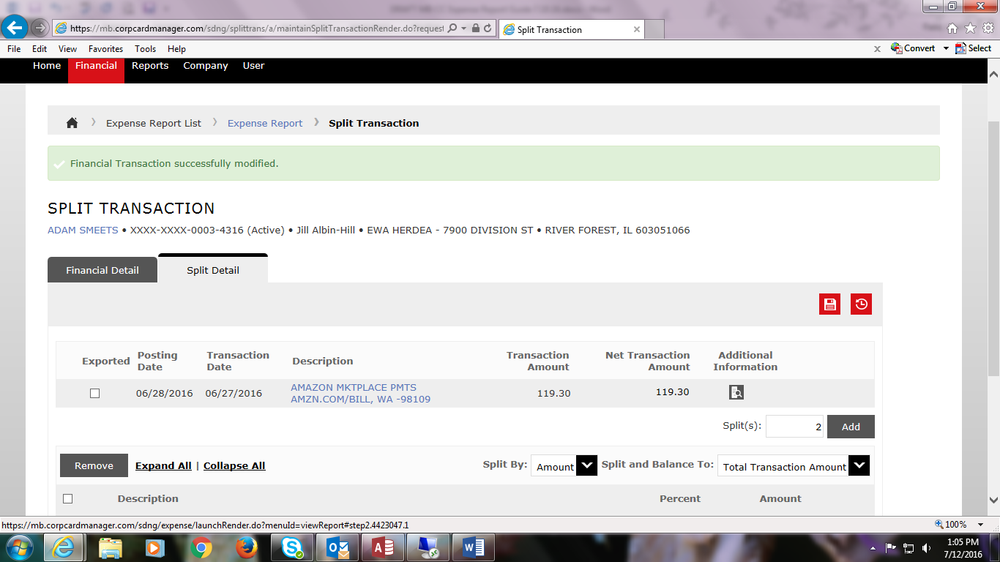 https://mb.corpcardmanager.com/sdng/splittrans/a/maintainSplitTransactionRender.do?request
Split Transaction
File Edit View Favorites Tools Help
x Convert Select
Home Financial Reports Company User
Expense Report List Expense Report Split Transaction
Financial Transaction successfully modified.
SPLIT TRANSACTION
ADAM SMEETS • XXXX-XXXX-0003-4316 (Active) • Jill Albin-Hill • EWA HERDEA - 7900 DIVISION ST • RIVER FOREST, IL 603051066
Financial Detail Split Detail
Exported Posting Date Transaction Date Description Transaction Amount Net Transaction Amount Additional Information
06/28/2016 06/27/2016 AMAZON MKTPLACE PMTS 119.30 119.30
AMZN.COM/BILL, WA -98109
Split(s): 2 Add
Remove Expand All | Collapse All Split By: Amount Split and Balance To: Total Transaction Amount
Description Percent Amount
https://mb.corpcardmanager.com/sdng/expense/launchRender.do?menuId=viewReport#step2.4423047.1
100%
1:05 PM
7/12/2016